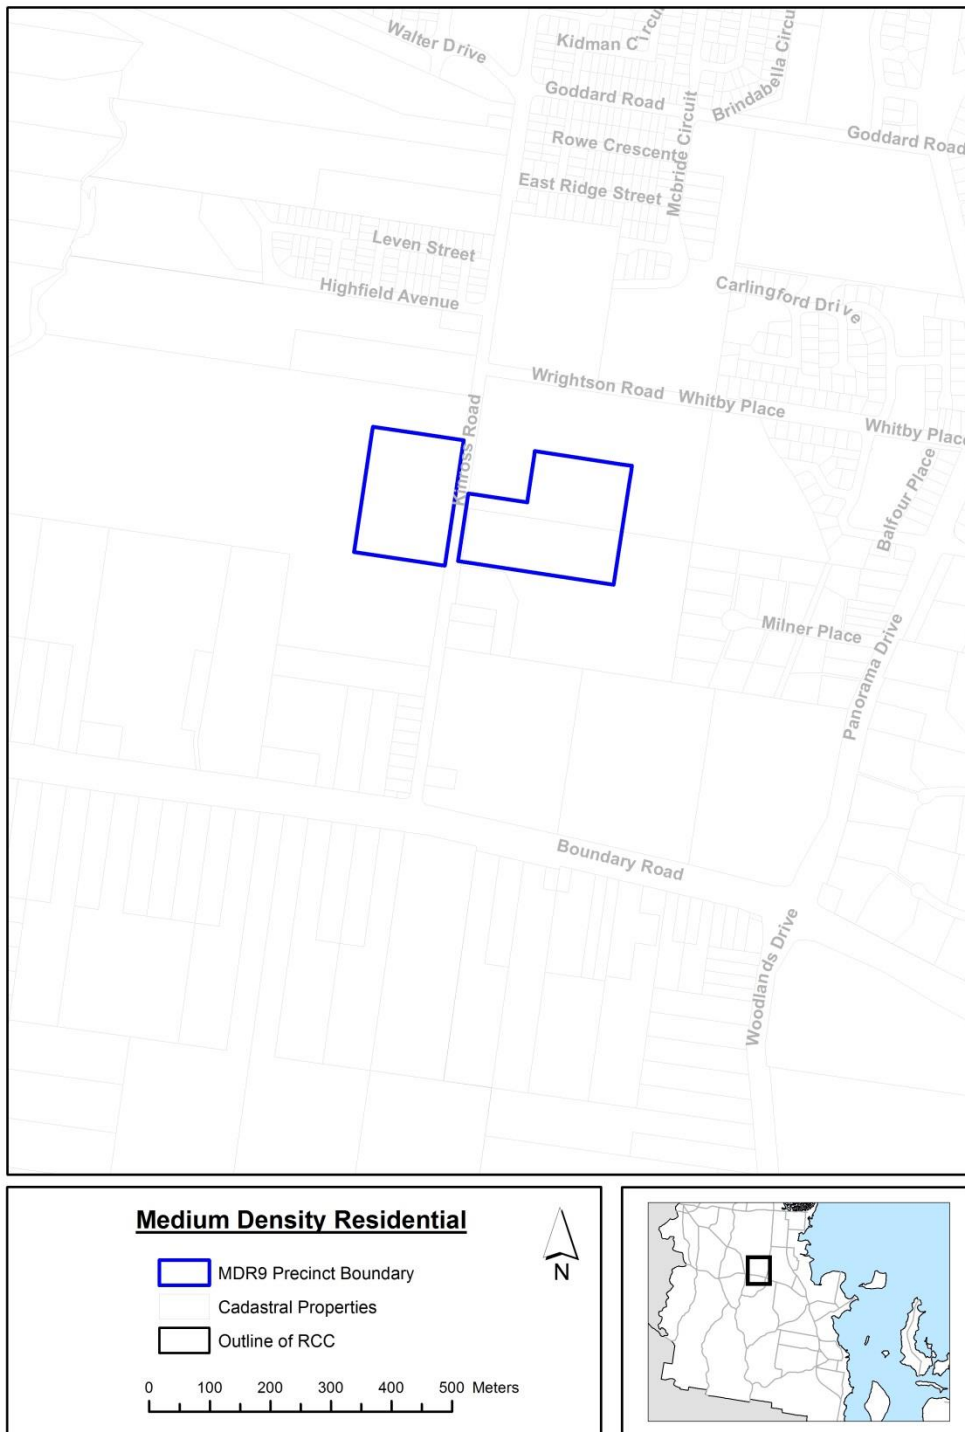 Walter Drive
Kidman C
ircui
Goddard Road
Brindabella Circu
Goddard Road
Rowe Crescent
Mcbride Circuit
East Ridge Street
Leven Street
Highfield Avenue
Carlingford Drive
Wrightson Road
Whitby Place
Whitby Place
Kinross Road
Balfour Place
Milner Place
Panorama Drive
Boundary Road
Woodlands Drive
Medium Density Residential
MDR9 Precinct Boundary
Cadastral Properties
Outline of RCC
N
0 100 200 300 400 500 Meters